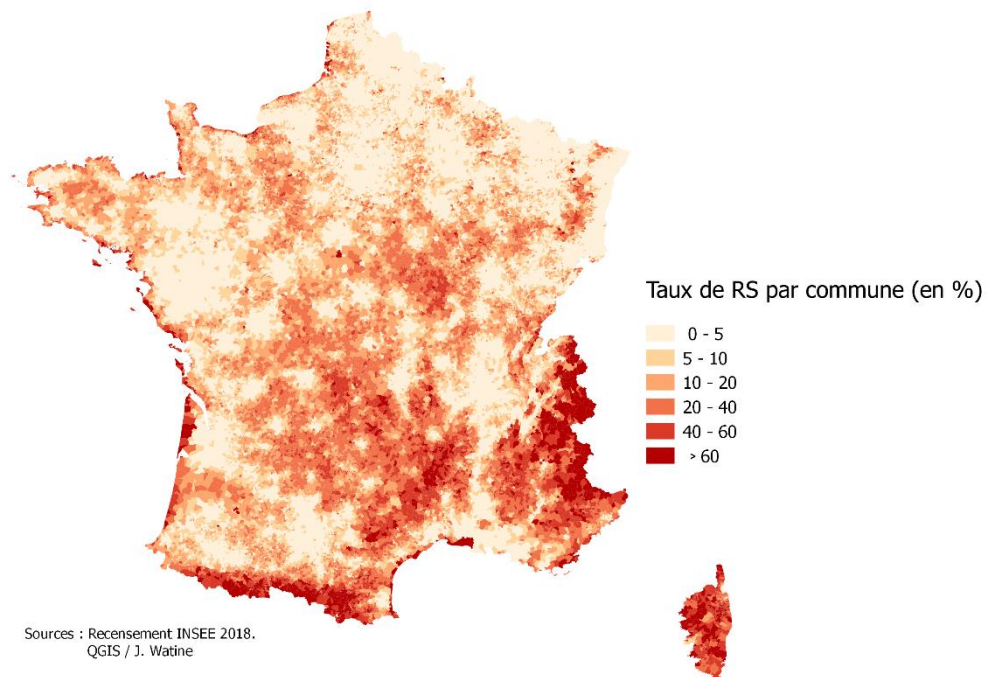 Taux de RS par commune (en %)
0 - 5
5 - 10
10 - 20
20 - 40
40 - 60
> 60
Sources : Recensement INSEE 2018.
QGIS / J. Watine